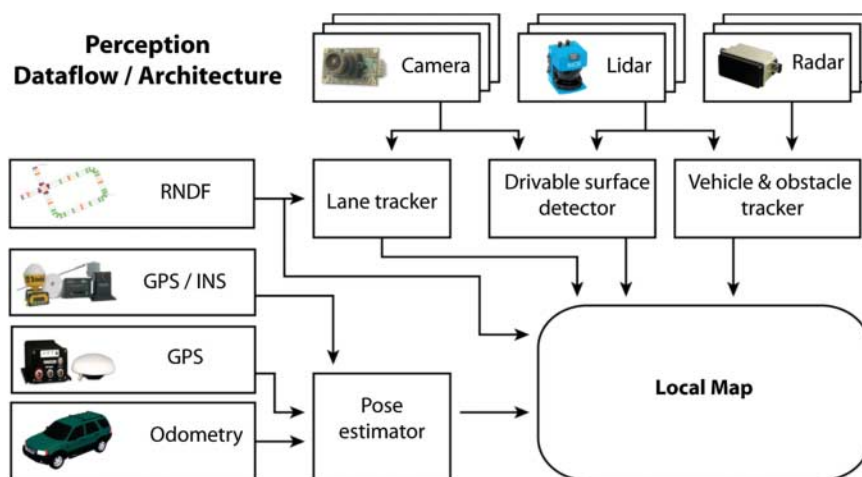 Perception
Dataflow / Architecture
Camera
Lidar
Radar
RNDF
Lane tracker
Drivable surface
detector
Vehicle & obstacle
tracker
GPS / INS
GPS
Pose
estimator
Local Map
Odometry